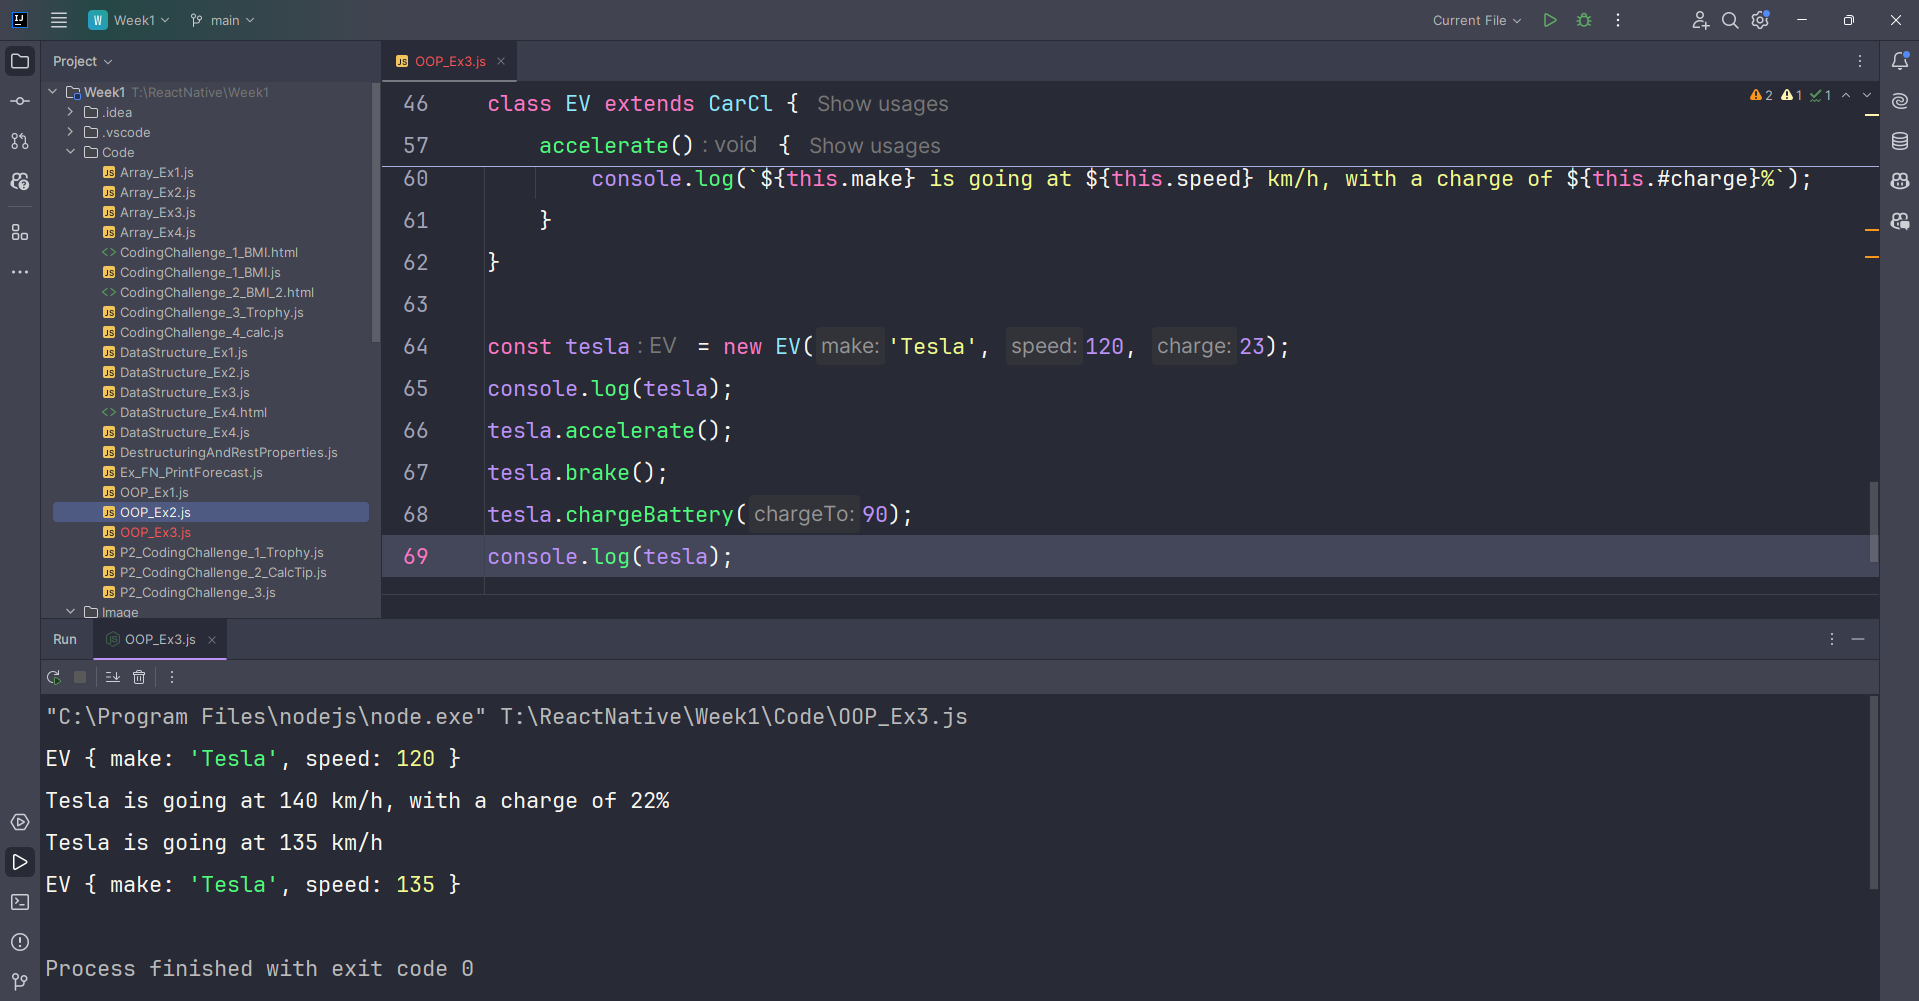 W Week1 main Current File
Project
OOP_Ex3.js
Week1 T:\ReactNative\Week1
.idea
.vscode
Code
Array_Ex1.js
Array_Ex2.js
Array_Ex3.js
Array_Ex4.js
CodingChallenge_1_BMI.html
CodingChallenge_1_BMI.js
CodingChallenge_2_BMI_2.html
CodingChallenge_3_Trophy.js
CodingChallenge_4_calc.js
DataStructure_Ex1.js
DataStructure_Ex2.js
DataStructure_Ex3.js
DataStructure_Ex4.html
DataStructure_Ex4.js
DestructuringAndRestProperties.js
Ex_FN_PrintForecast.js
OOP_Ex1.js
OOP_Ex2.js
OOP_Ex3.js
P2_CodingChallenge_1_Trophy.js
P2_CodingChallenge_2_CalcTip.js
P2_CodingChallenge_3.js
Image
2 1 1
46 class EV extends CarCl { Show usages
57 accelerate() : void { Show usages
60 console.log(`${this.make} is going at ${this.speed} km/h, with a charge of ${this.#charge}%`);
61 }
62 }
63
64 const tesla : EV = new EV( make: 'Tesla', speed: 120, charge: 23);
65 console.log(tesla);
66 tesla.accelerate();
67 tesla.brake();
68 tesla.chargeBattery( chargeTo: 90);
69 console.log(tesla);
Run OOP_Ex3.js
"C:\Program Files\nodejs\node.exe" T:\ReactNative\Week1\Code\OOP_Ex3.js
EV { make: 'Tesla', speed: 120 }
Tesla is going at 140 km/h, with a charge of 22%
Tesla is going at 135 km/h
EV { make: 'Tesla', speed: 135 }
Process finished with exit code 0